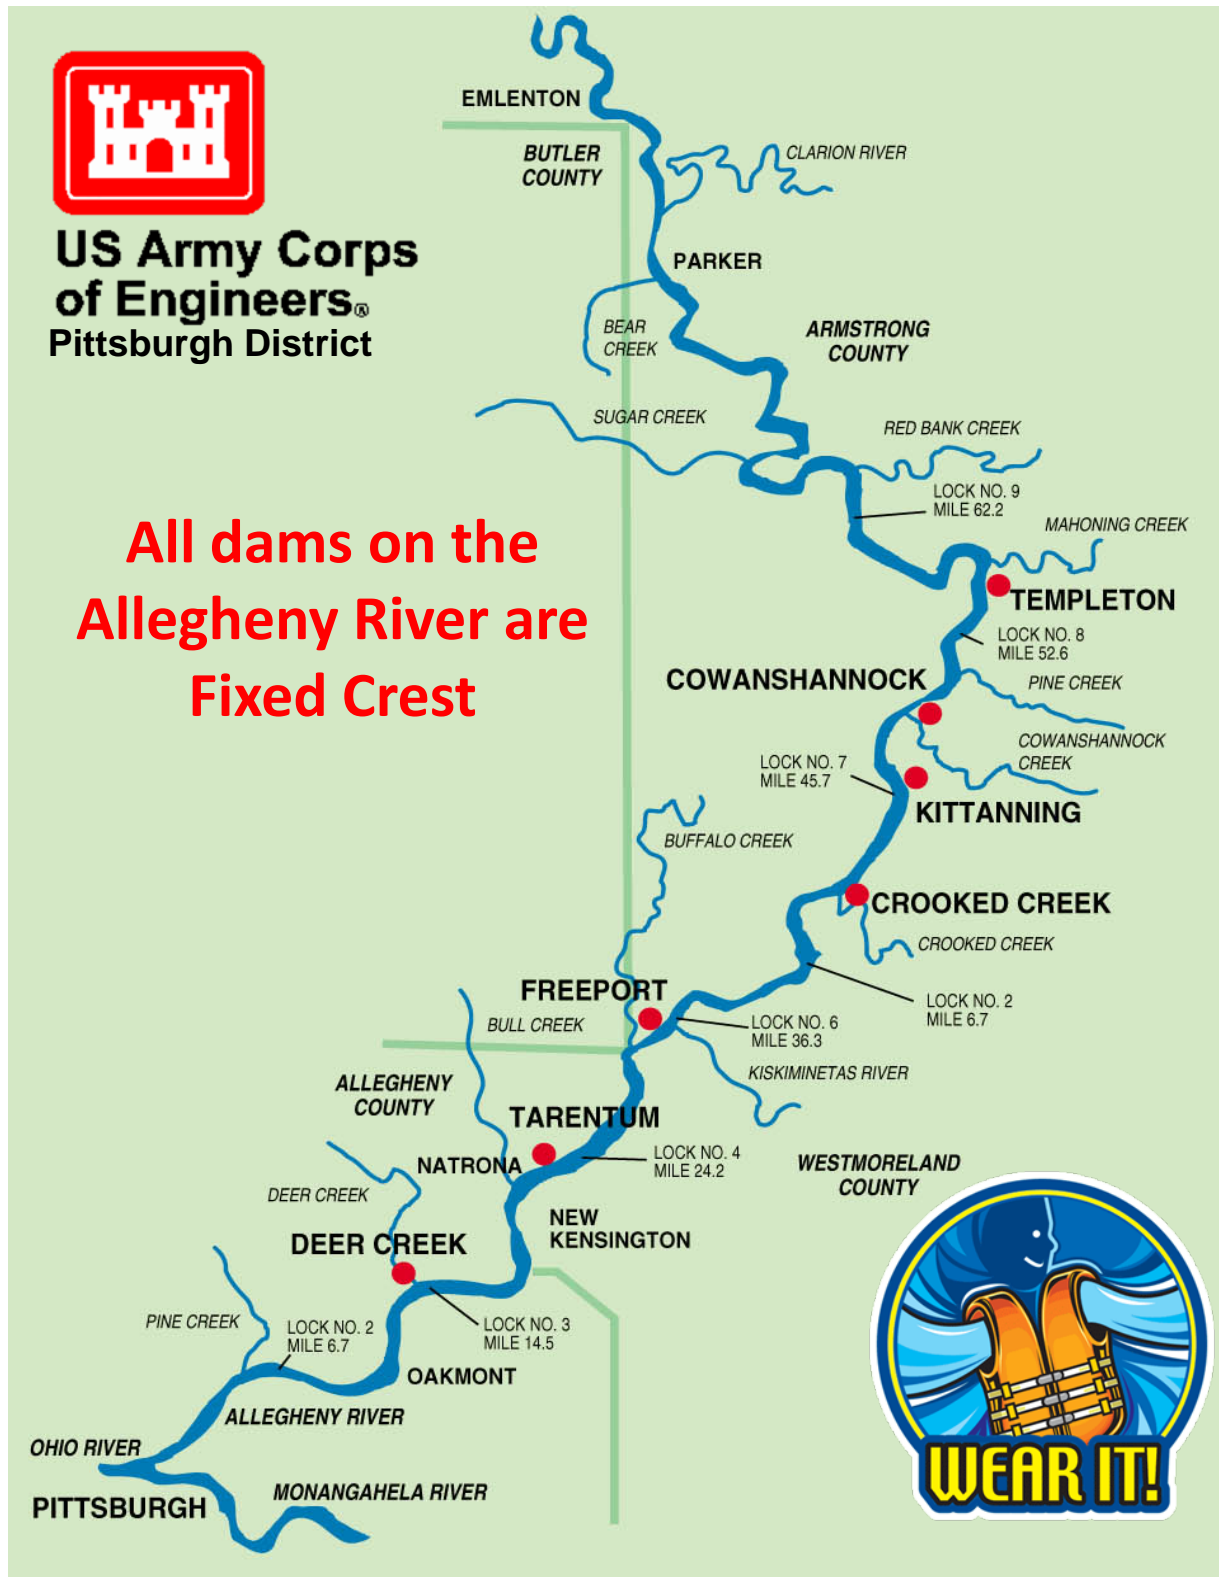 EMLENTON
BUTLER
COUNTY
CLARION RIVER
US Army Corps
of Engineers®
Pittsburgh District
PARKER
BEAR
CREEK
ARMSTRONG
COUNTY
SUGAR CREEK
RED BANK CREEK
LOCK NO. 9
MILE 62.2
MAHONING CREEK
All dams on the
Allegheny River are
Fixed Crest
TEMPLETON
LOCK NO. 8
MILE 52.6
COWANSHANNOCK
PINE CREEK
COWANSHANNOCK
CREEK
LOCK NO. 7
MILE 45.7
KITTANNING
BUFFALO CREEK
CROOKED CREEK
CROOKED CREEK
FREEPORT
LOCK NO. 2
MILE 6.7
BULL CREEK
LOCK NO. 6
MILE 36.3
KISKIMINETAS RIVER
ALLEGHENY
COUNTY
TARENTUM
NATRONA
LOCK NO. 4
MILE 24.2
WESTMORELAND
COUNTY
DEER CREEK
NEW
KENSINGTON
DEER CREEK
PINE CREEK
LOCK NO. 2
MILE 6.7
LOCK NO. 3
MILE 14.5
OAKMONT
ALLEGHENY RIVER
OHIO RIVER
PITTSBURGH
MONANGAHELA RIVER
WEAR IT!